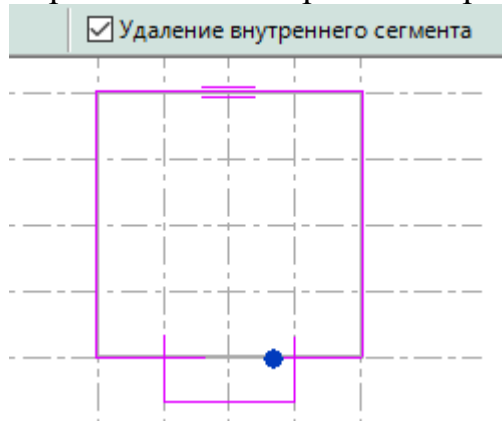 Удаление внутреннего сегмента